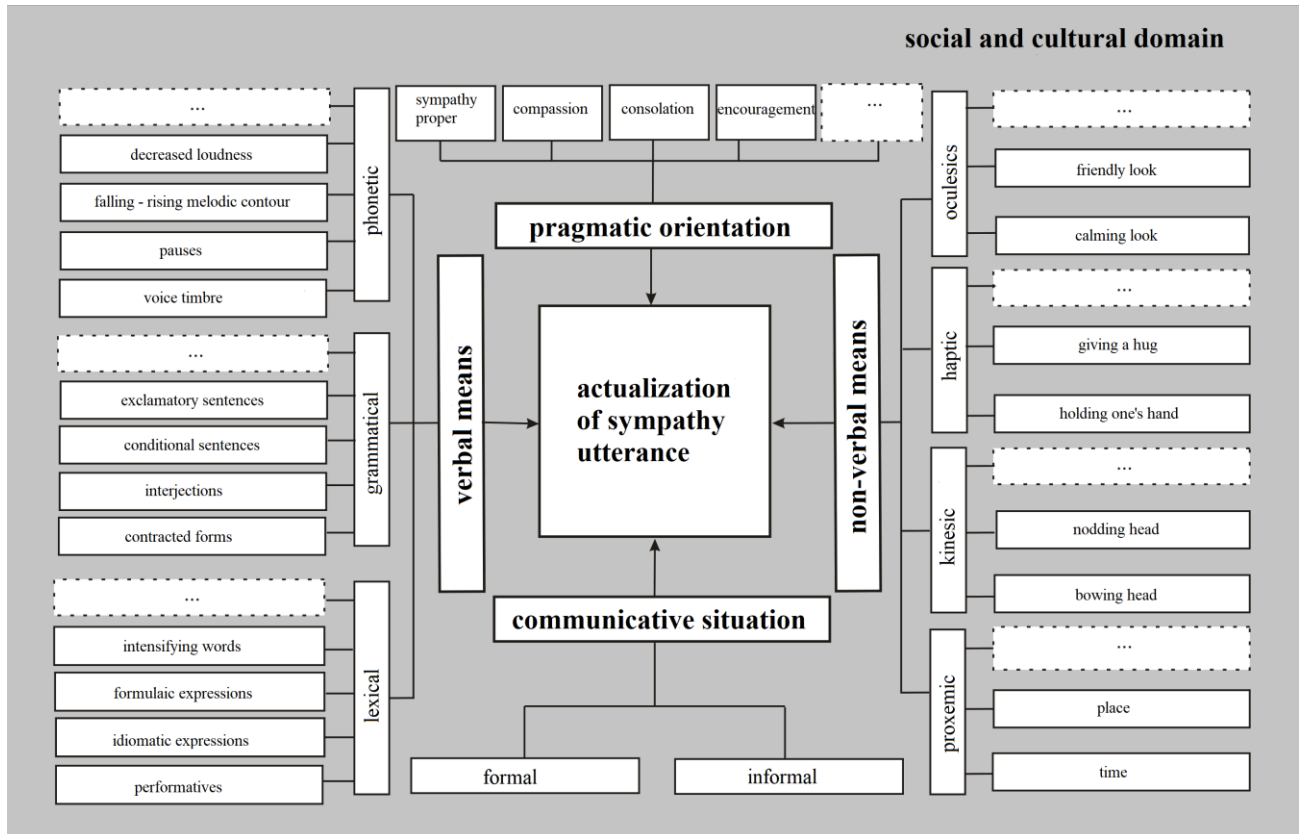 social and cultural domain
...
decreased loudness
falling - rising melodic contour
pauses
voice timbre
phonetic
...
exclamatory sentences
conditional sentences
interjections
contracted forms
grammatical
...
intensifying words
formulaic expressions
idiomatic expressions
performatives
lexical
verbal means
sympathy
proper
compassion
consolation
encouragement
...
pragmatic orientation
actualization
of sympathy
utterance
communicative situation
formal
informal
non-verbal means
oculesics
...
friendly look
calming look
haptic
...
giving a hug
holding one's hand
kinesic
...
nodding head
bowing head
proxemic
...
place
time